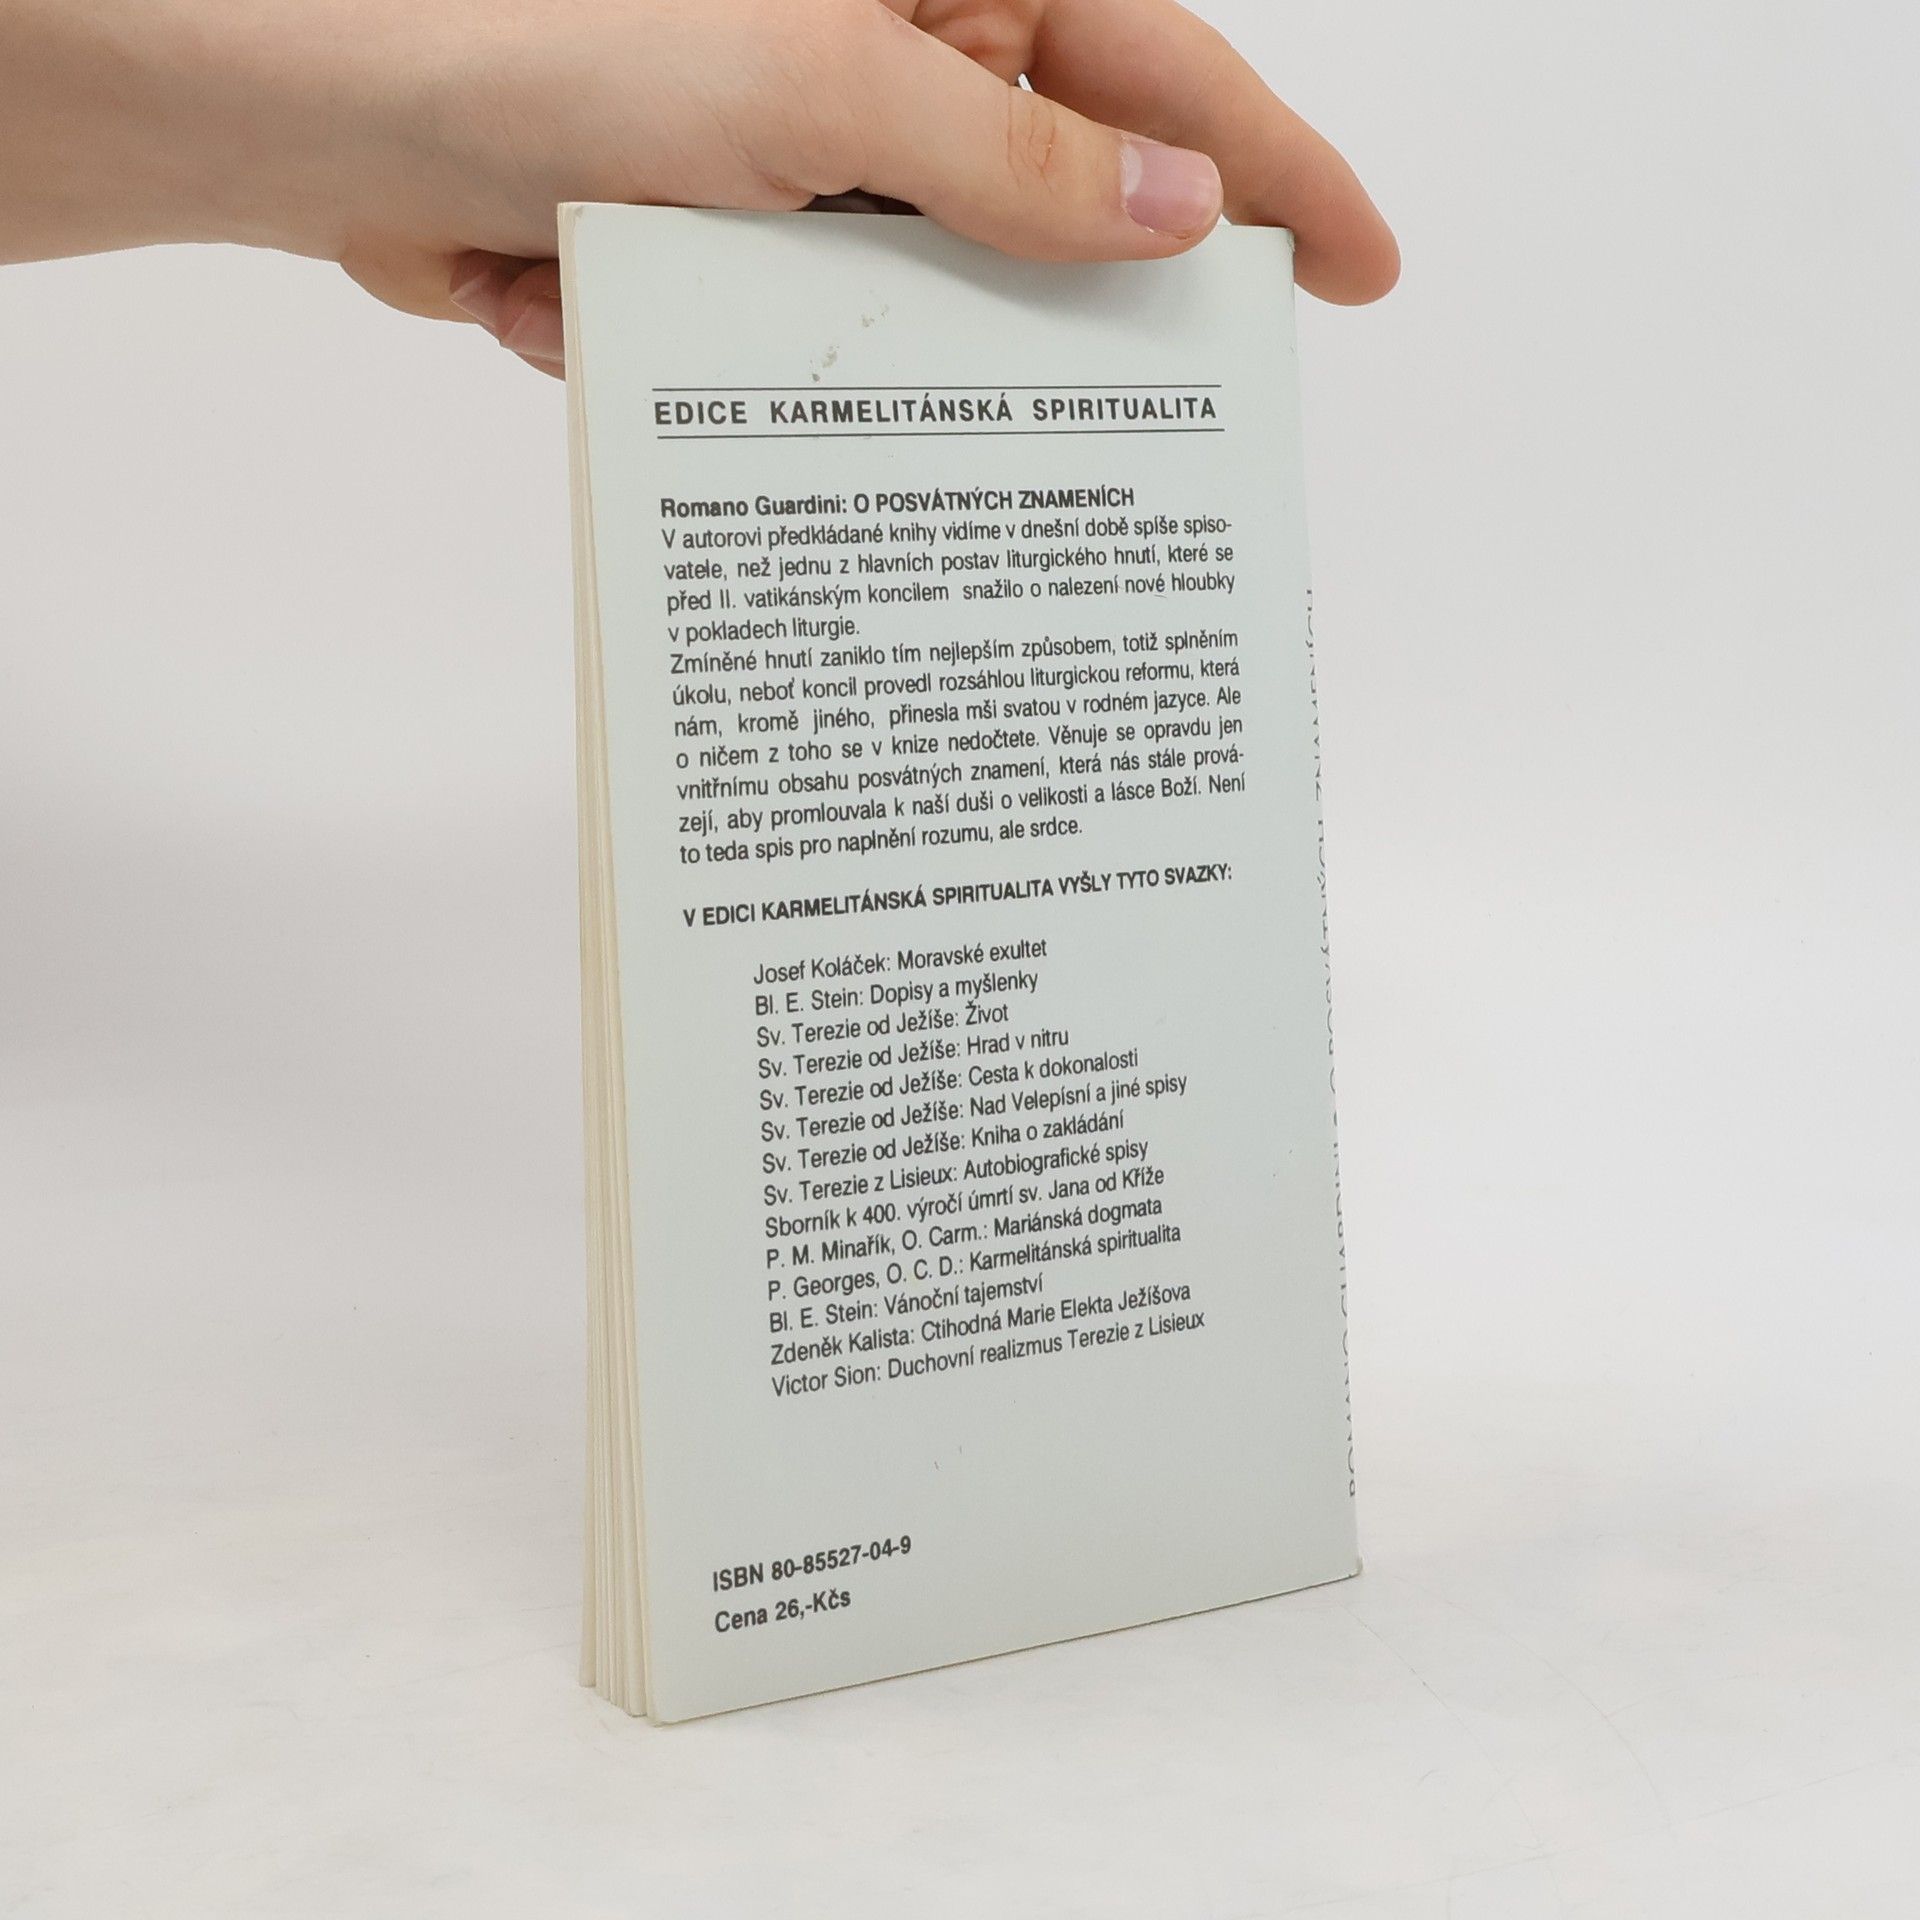 EDICE KARMELITÁNSKÁ SPIRITUALITA
Romano Guardini: O POSVÁTNÝCH ZNAMENÍCH
V autorovi předkládané knihy vidíme v dnešní době spíše spiso-
vatele, než jednu z hlavních postav liturgického hnutí, které se
před II. vatikánským koncilem snažilo o nalezení nové hloubky
v pokladech liturgie.
Zmíněné hnutí zaniklo tím nejlepším způsobem, totiž splněním
úkolu, neboť koncil provedl rozsáhlou liturgickou reformu, která
nám, kromě jiného, přinesla mši svatou v rodném jazyce. Ale
o ničem z toho se v knize nedočtete. Věnuje se opravdu jen
vnitřnímu obsahu posvátných znamení, která nás stále prová-
zejí, aby promlouvala k naší duši o velikosti a lásce Boží. Není
to teda spis pro naplnění rozumu, ale srdce.
V EDICI KARMELITÁNSKÁ SPIRITUALITA VYŠLY TYTO SVAZKY:
Josef Koláček: Moravské exultet
Bl. E. Stein: Dopisy a myšlenky
Sv. Terezie od Ježíše: Život
Sv. Terezie od Ježíše: Hrad v nitru
Sv. Terezie od Ježíše: Cesta k dokonalosti
Sv. Terezie od Ježíše: Nad Velepísní a jiné spisy
Sv. Terezie od Ježíše: Kniha o zakládání
Sv. Terezie z Lisieux: Autobiografické spisy
Sborník k 400. výročí úmrtí sv. Jana od Kříže
P. M. Minařík, O. Carm.: Mariánská dogmata
P. Georges, O. C. D.: Karmelitánská spiritualita
Bl. E. Stein: Vánoční tajemství
Zdeněk Kalista: Ctihodná Marie Elekta Ježíšova
Victor Sion: Duchovní realizmus Terezie z Lisieux
ISBN 80-85527-04-9
Cena 26,-Kčs
ROMANO GUARDINI O POSVÁTNÝCH ZNAMENÍCH